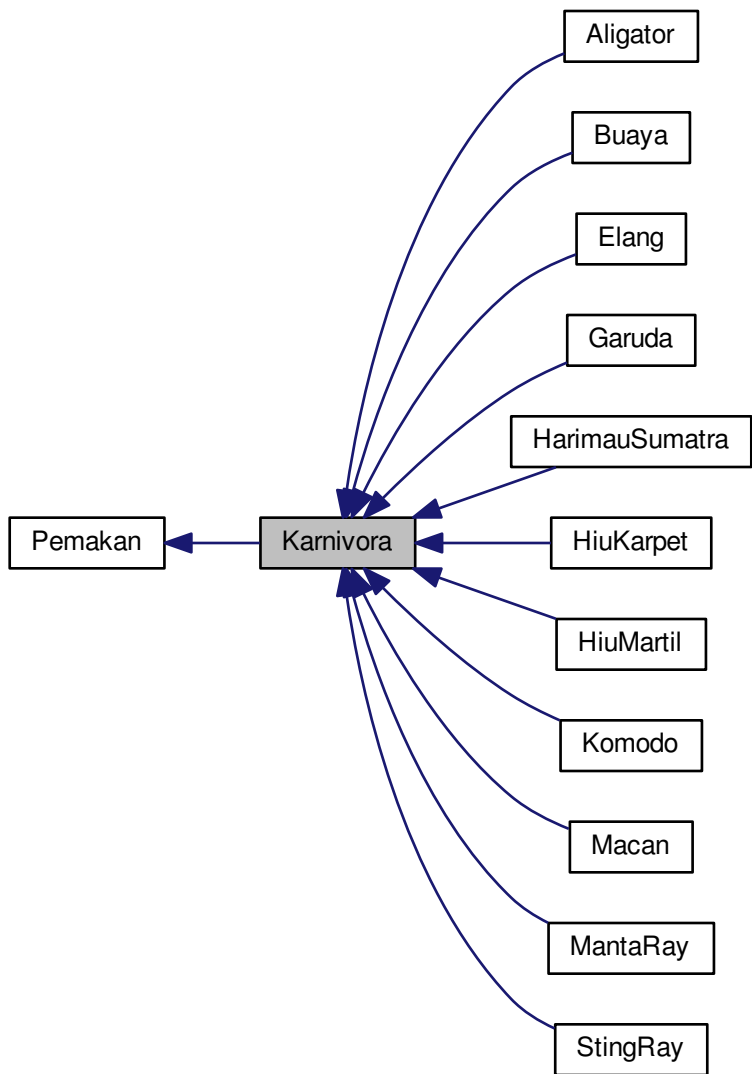 Aligator
Buaya
Elang
Garuda
HarimauSumatra
Pemakan
Karnivora
HiuKarpet
HiuMartil
Komodo
Macan
MantaRay
StingRay